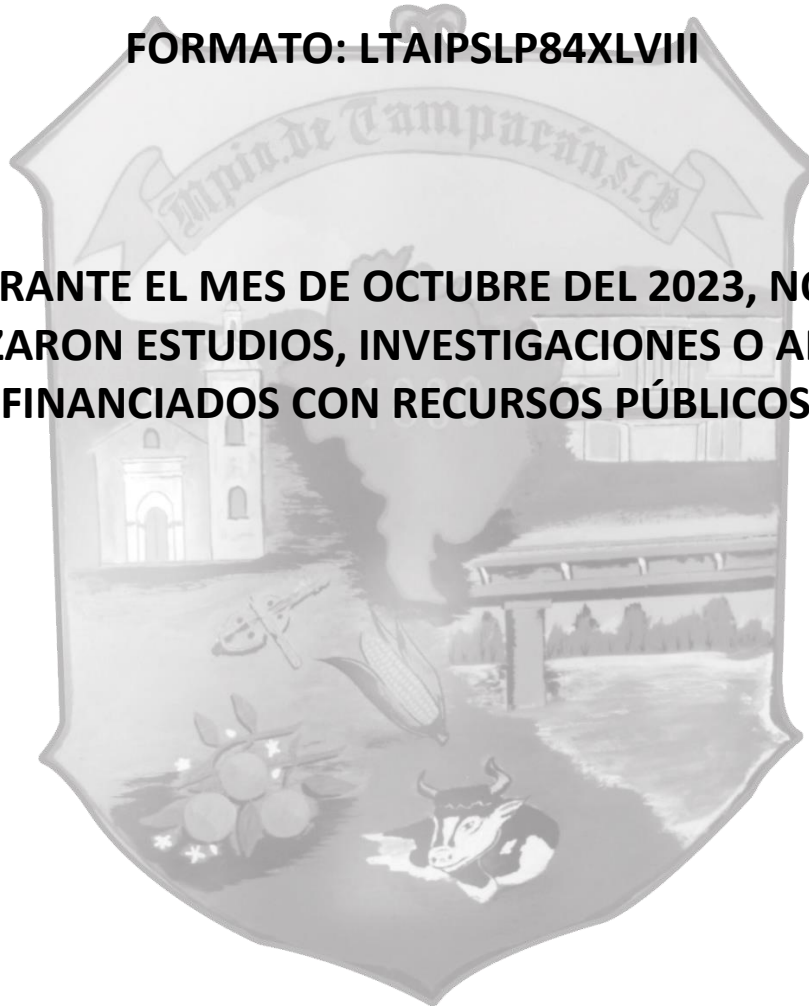 FORMATO: LTAIPSLP84XLVIII
Mpio. de Tampacán, S.L.P.
RANTE EL MES DE OCTUBRE DEL 2023, NO
ZARON ESTUDIOS, INVESTIGACIONES O A
FINANCIADOS CON RECURSOS PÚBLICOS